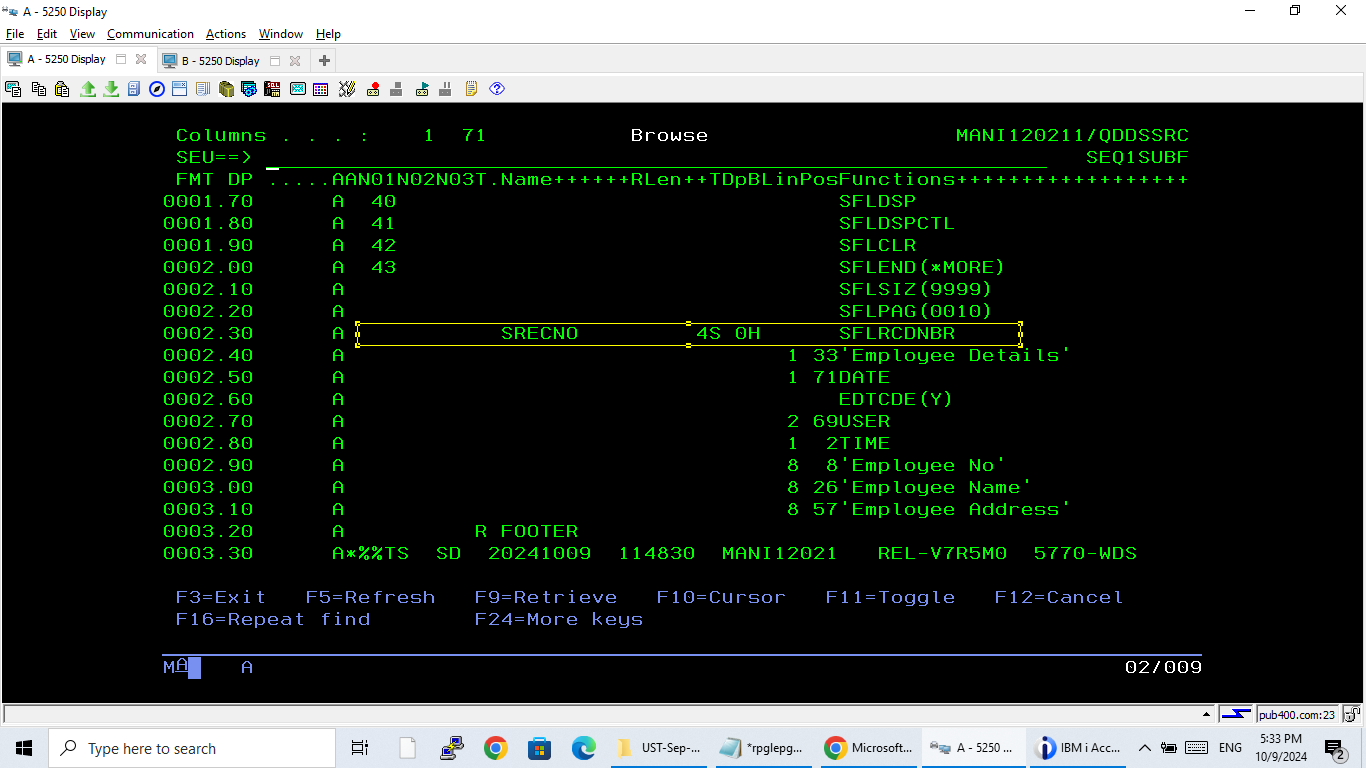 A - 5250 Display
File Edit View Communication Actions Window Help
A - 5250 Display B - 5250 Display
Columns . . . : 1 71 Browse MANI120211/QDDSSRC
SEU==> SEQ1SUBF
FMT DP .....AAN01N02N03T.Name++++++RLen++TDpBLinPosFunctions++++++++++++++++++
0001.70 A 40 SFLDSP
0001.80 A 41 SFLDSPCTL
0001.90 A 42 SFLCLR
0002.00 A 43 SFLEND(*MORE)
0002.10 A SFLSIZ(9999)
0002.20 A SFLPAG(0010)
0002.30 A SRECNO 4S 0H SFLRCDNBR
0002.40 A 1 33'Employee Details'
0002.50 A 1 71DATE
0002.60 A EDTCDE(Y)
0002.70 A 2 69USER
0002.80 A 1 2TIME
0002.90 A 8 8'Employee No'
0003.00 A 8 26'Employee Name'
0003.10 A 8 57'Employee Address'
0003.20 A R FOOTER
0003.30 A*%%TS SD 20241009 114830 MANI12021 REL-V7R5M0 5770-WDS
F3=Exit F5=Refresh F9=Retrieve F10=Cursor F11=Toggle F12=Cancel
F16=Repeat find F24=More keys
MA A 02/009
pub400.com:23
Type here to search UST-Sep-... *rpglepg... Microsoft... A - 5250 ... IBM i Acc... ENG 5:33 PM
10/9/2024 2